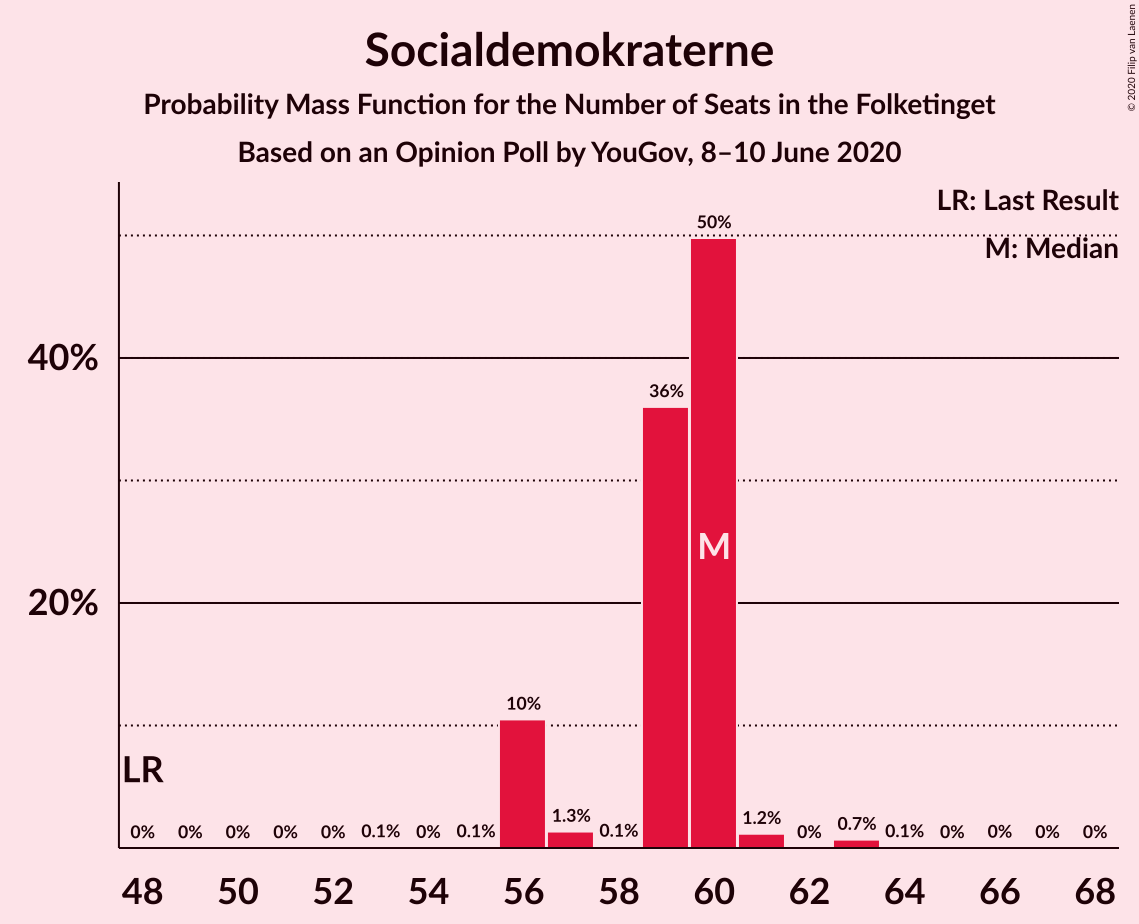 Socialdemokraterne
Probability Mass Function for the Number of Seats in the Folketinget
Based on an Opinion Poll by YouGov, 8–10 June 2020
© 2020 Filip van Laenen
LR: Last Result
M: Median
50%
40%
36%
M
20%
10%
LR
0% 0% 0% 0% 0% 0.1% 0% 0.1% 1.3% 0.1% 1.2% 0% 0.7% 0.1% 0% 0% 0% 0%
48 50 52 54 56 58 60 62 64 66 68